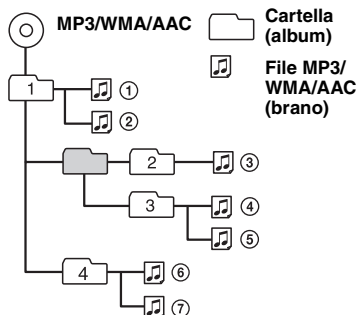 MP3/WMA/AAC
Cartella
(album)
File MP3/
WMA/AAC
(brano)
1
①
②
2
③
3
④
⑤
4
⑥
⑦